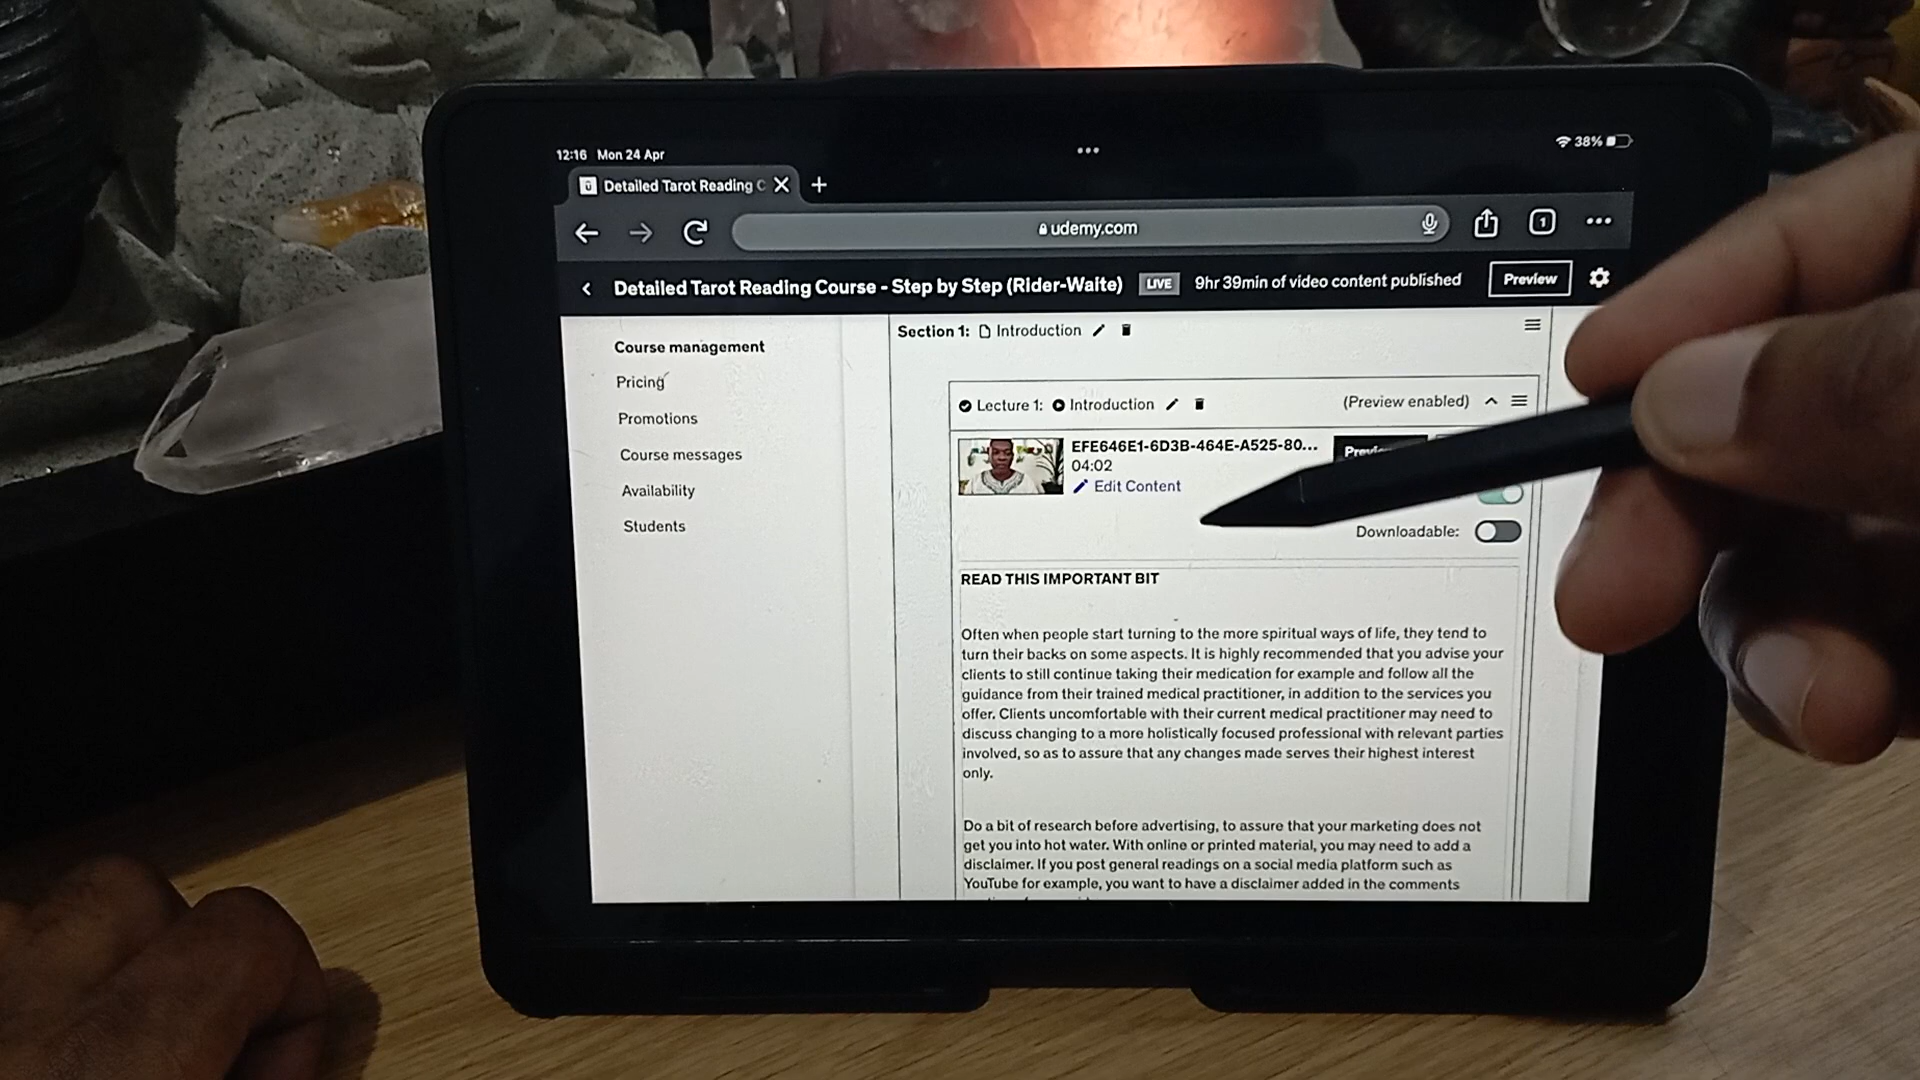 12:16 Mon 24 Apr
38%
Detailed Tarot Reading C
udemy.com
1
Detailed Tarot Reading Course - Step by Step (Rider-Waite) LIVE 9hr 39min of video content published Preview
Course management
Pricing
Promotions
Course messages
Availability
Students
Section 1: Introduction
Lecture 1: Introduction (Preview enabled)
EFE646E1-6D3B-464E-A525-80...
04:02
Edit Content
Downloadable:
READ THIS IMPORTANT BIT
Often when people start turning to the more spiritual ways of life, they tend to
turn their backs on some aspects. It is highly recommended that you advise your
clients to still continue taking their medication for example and follow all the
guidance from their trained medical practitioner, in addition to the services you
offer. Clients uncomfortable with their current medical practitioner may need to
discuss changing to a more holistically focused professional with relevant parties
involved, so as to assure that any changes made serves their highest interest
only.
Do a bit of research before advertising, to assure that your marketing does not
get you into hot water. With online or printed material, you may need to add a
disclaimer. If you post general readings on a social media platform such as
YouTube for example, you want to have a disclaimer added in the comments